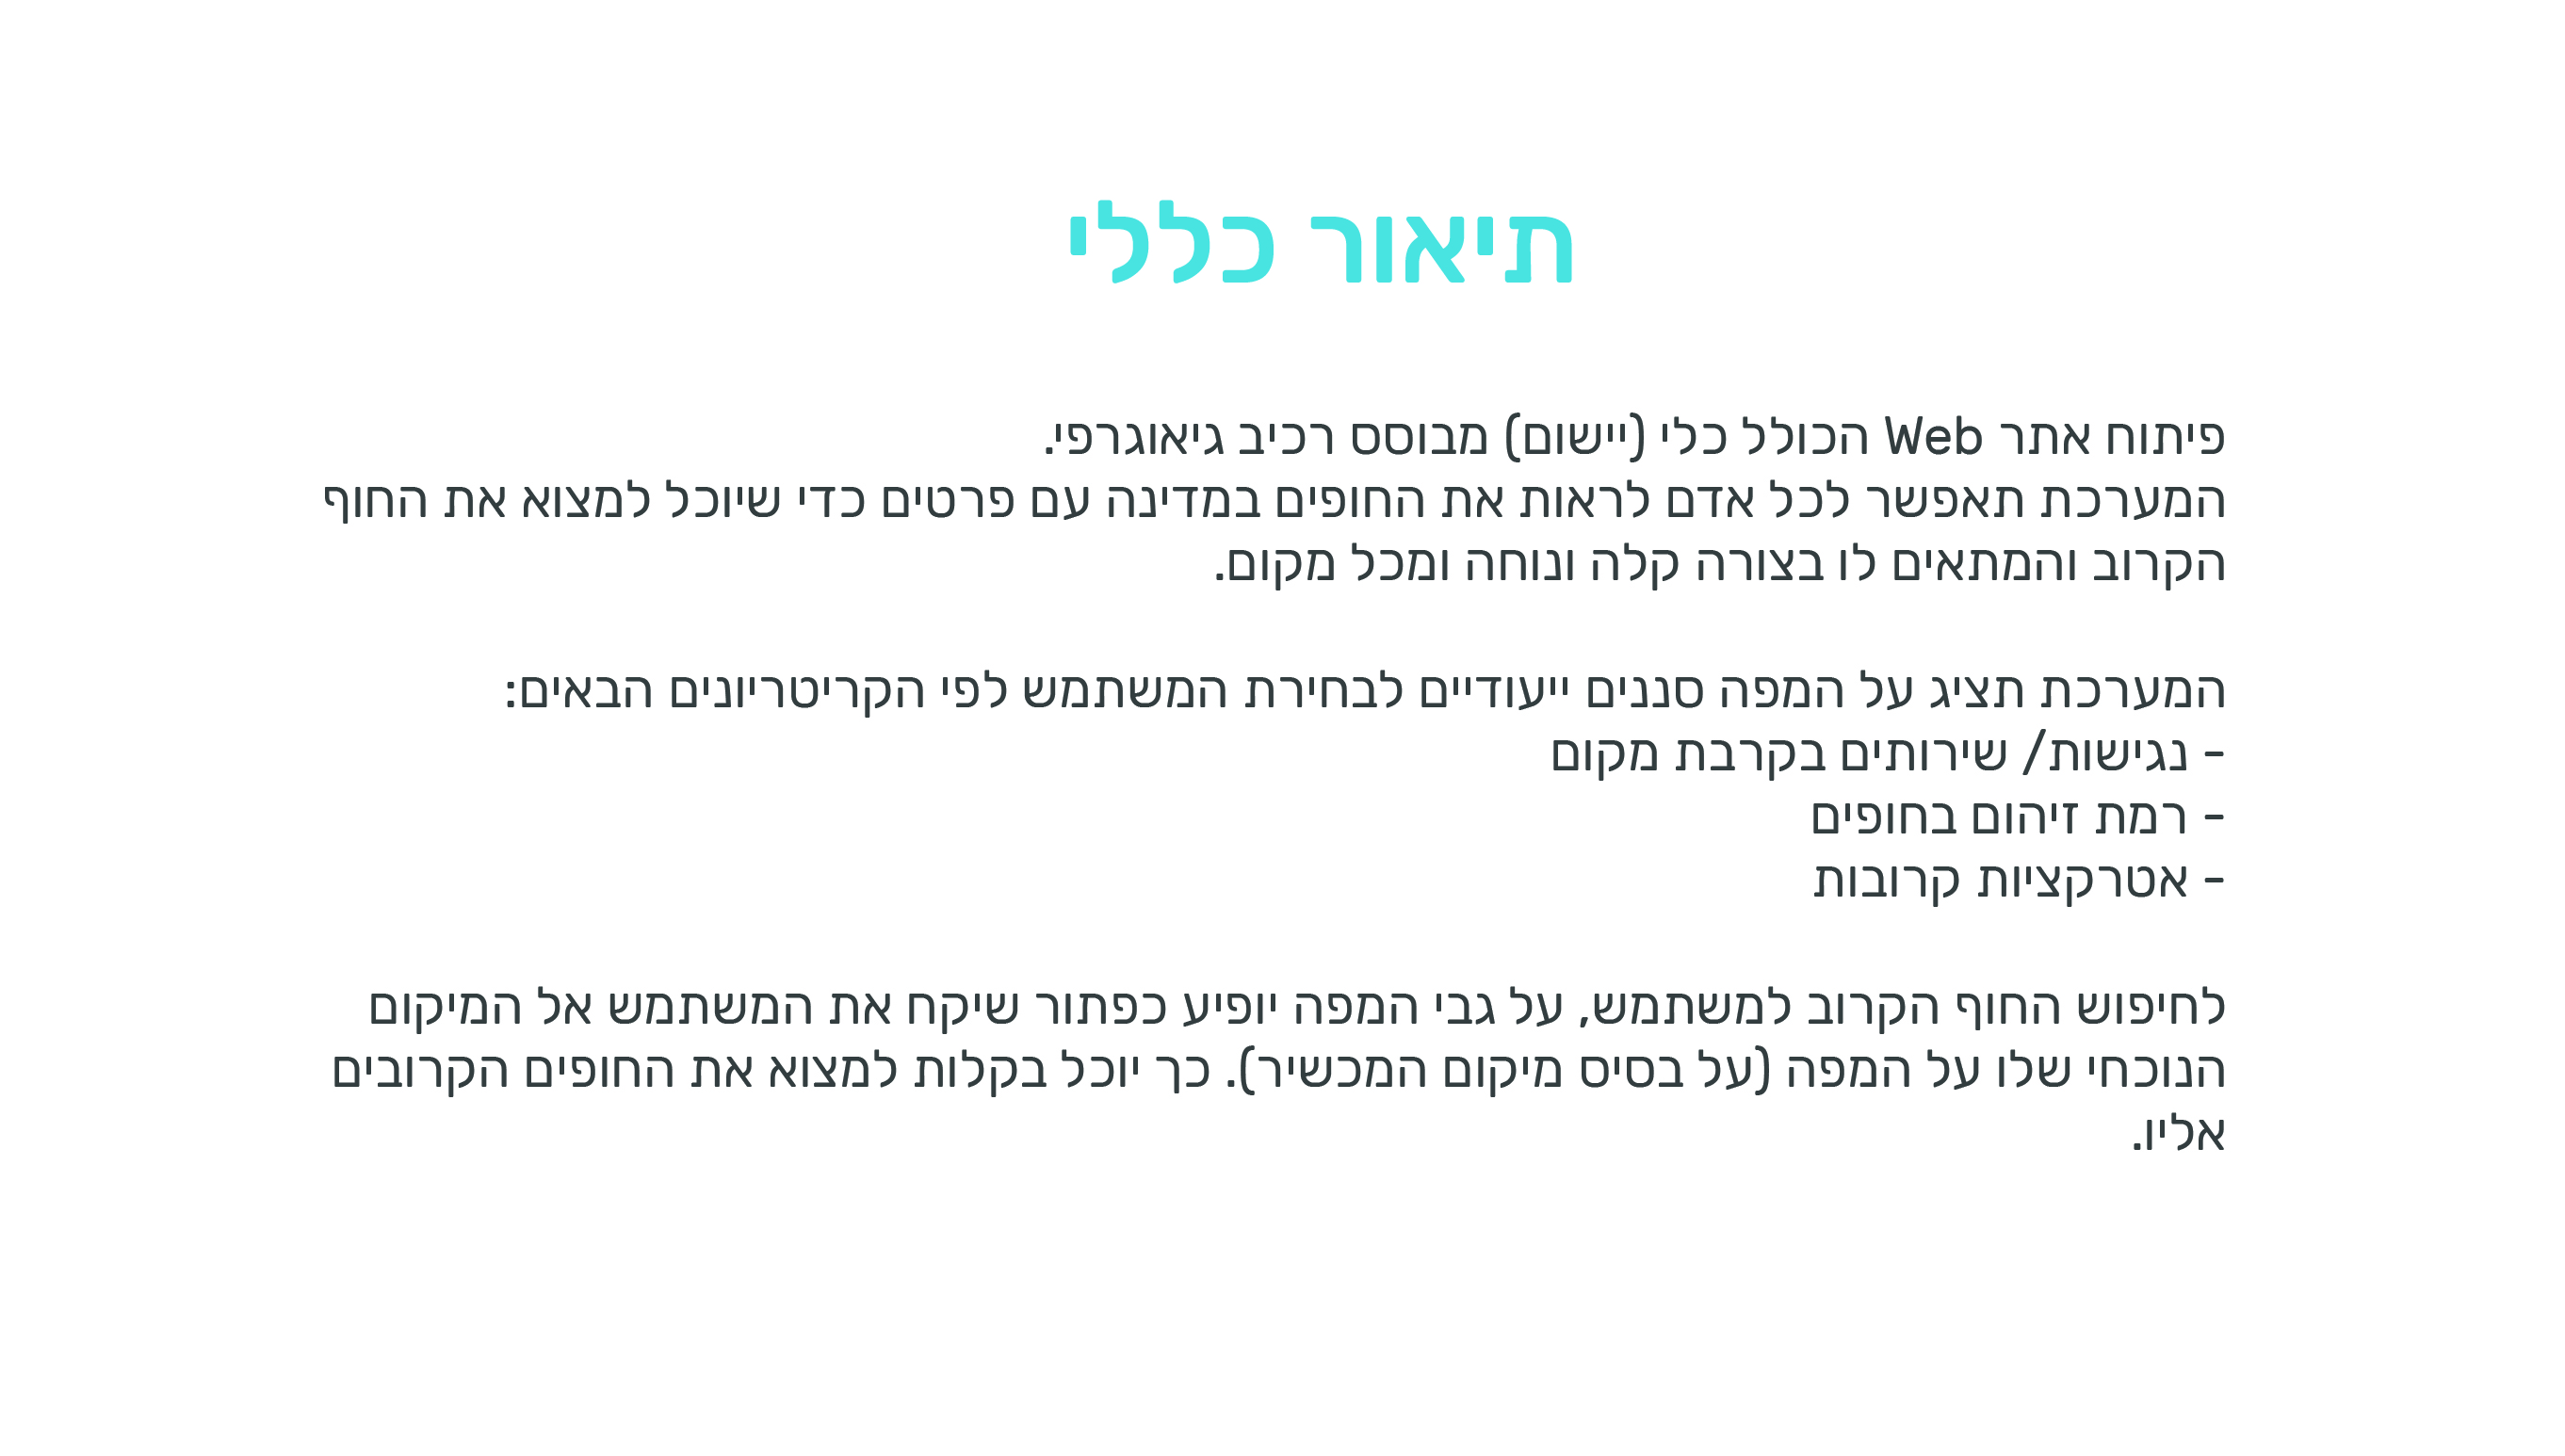 תיאור כללי
פיתוח אתר Web הכולל כלי (יישום) מבוסס רכיב גיאוגרפי.
המערכת תאפשר לכל אדם לראות את החופים במדינה עם פרטים כדי שיוכל למצוא את החוף
הקרוב והמתאים לו בצורה קלה ונוחה ומכל מקום.
המערכת תציג על המפה סננים ייעודיים לבחירת המשתמש לפי הקריטריונים הבאים:
- נגישות/ שירותים בקרבת מקום
- רמת זיהום בחופים
- אטרקציות קרובות
לחיפוש החוף הקרוב למשתמש, על גבי המפה יופיע כפתור שיקח את המשתמש אל המיקום
הנוכחי שלו על המפה (על בסיס מיקום המכשיר). כך יוכל בקלות למצוא את החופים הקרובים
אליו.